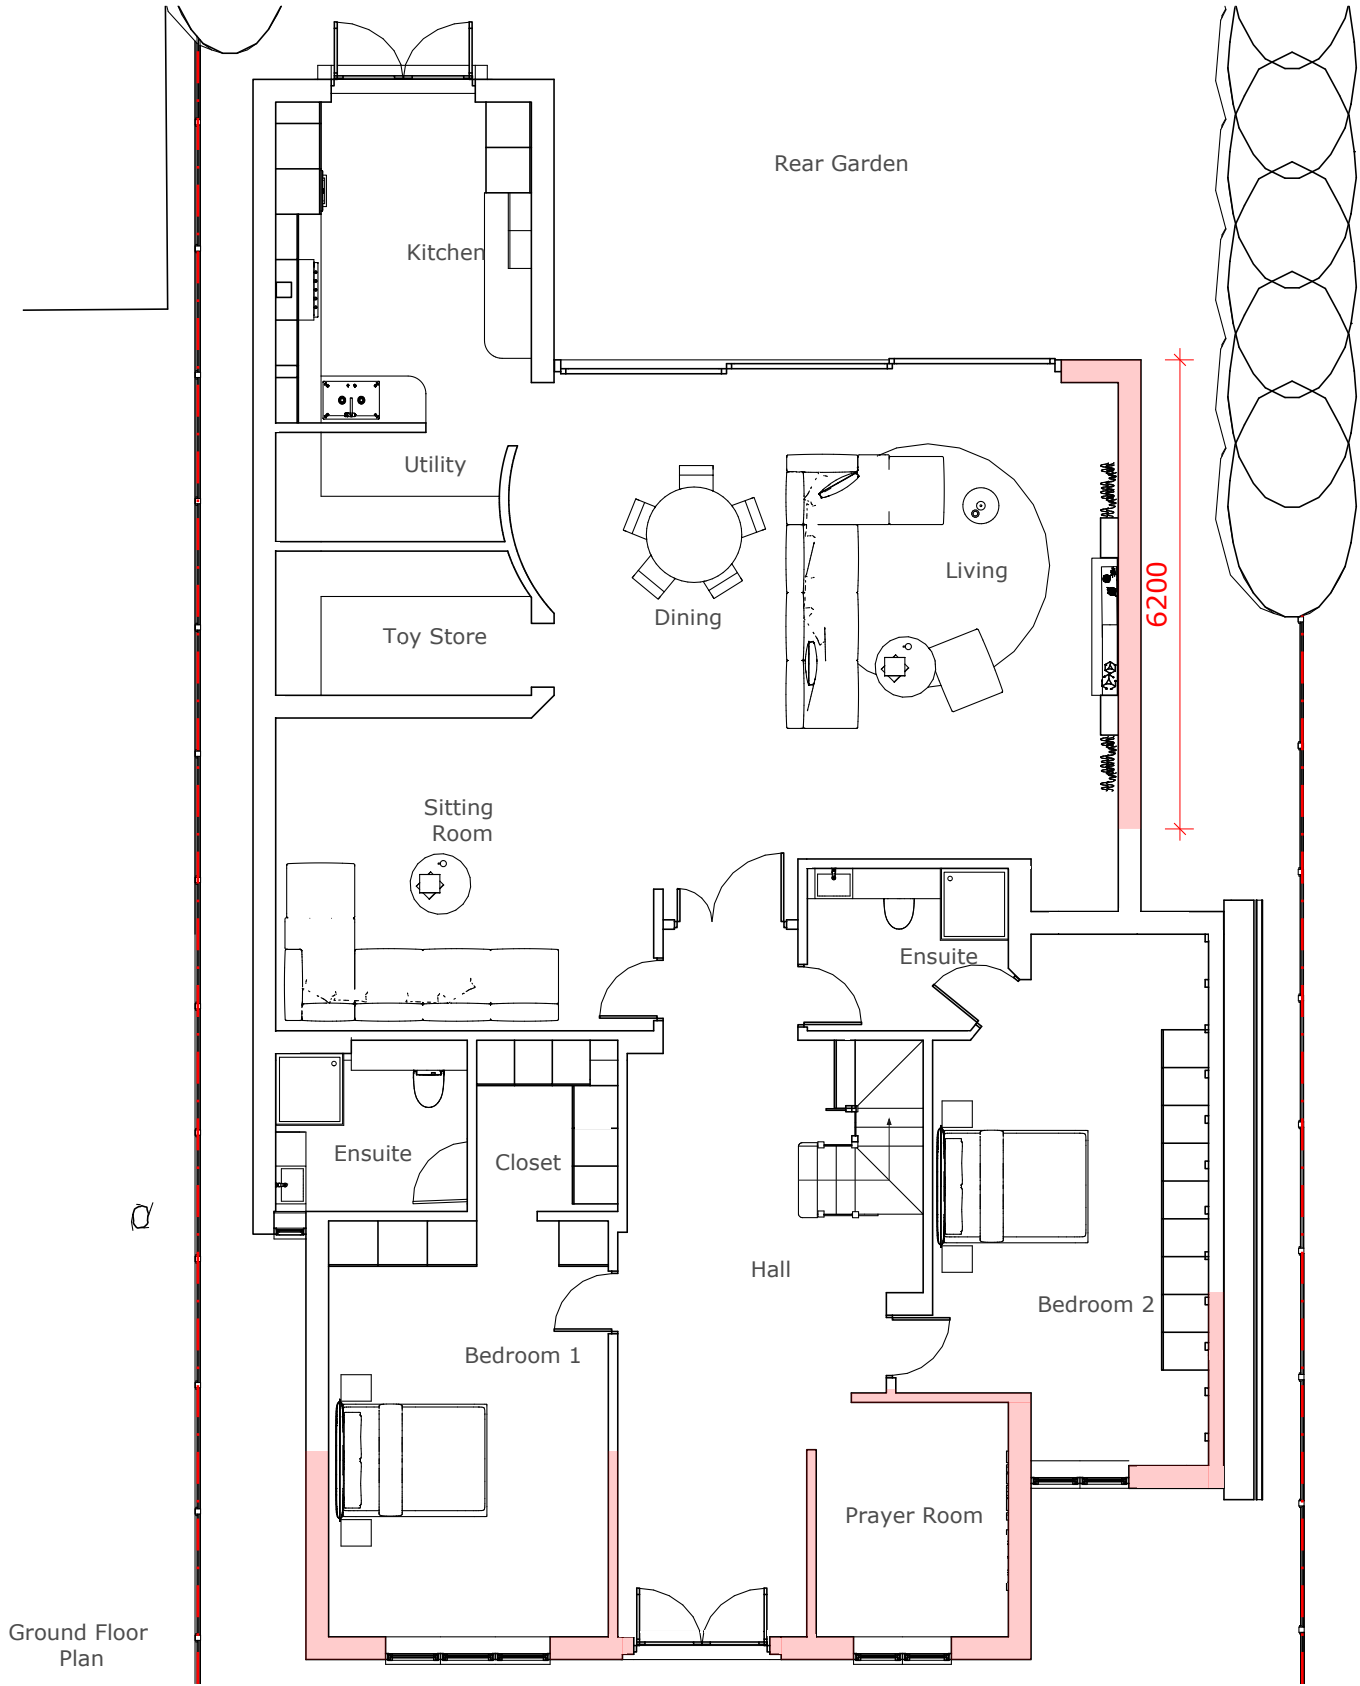 Rear Garden
Kitchen
Utility
Living
6200
Dining
Toy Store
Sitting
Room
Ensuite
Ensuite
Closet
Hall
Bedroom 2
Bedroom 1
Prayer Room
Ground Floor
Plan